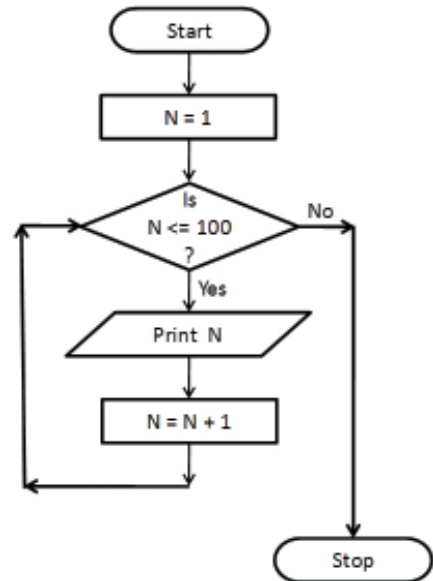 Start
N = 1
Is
N <= 100
?
No
Yes
Print N
N = N + 1
Stop